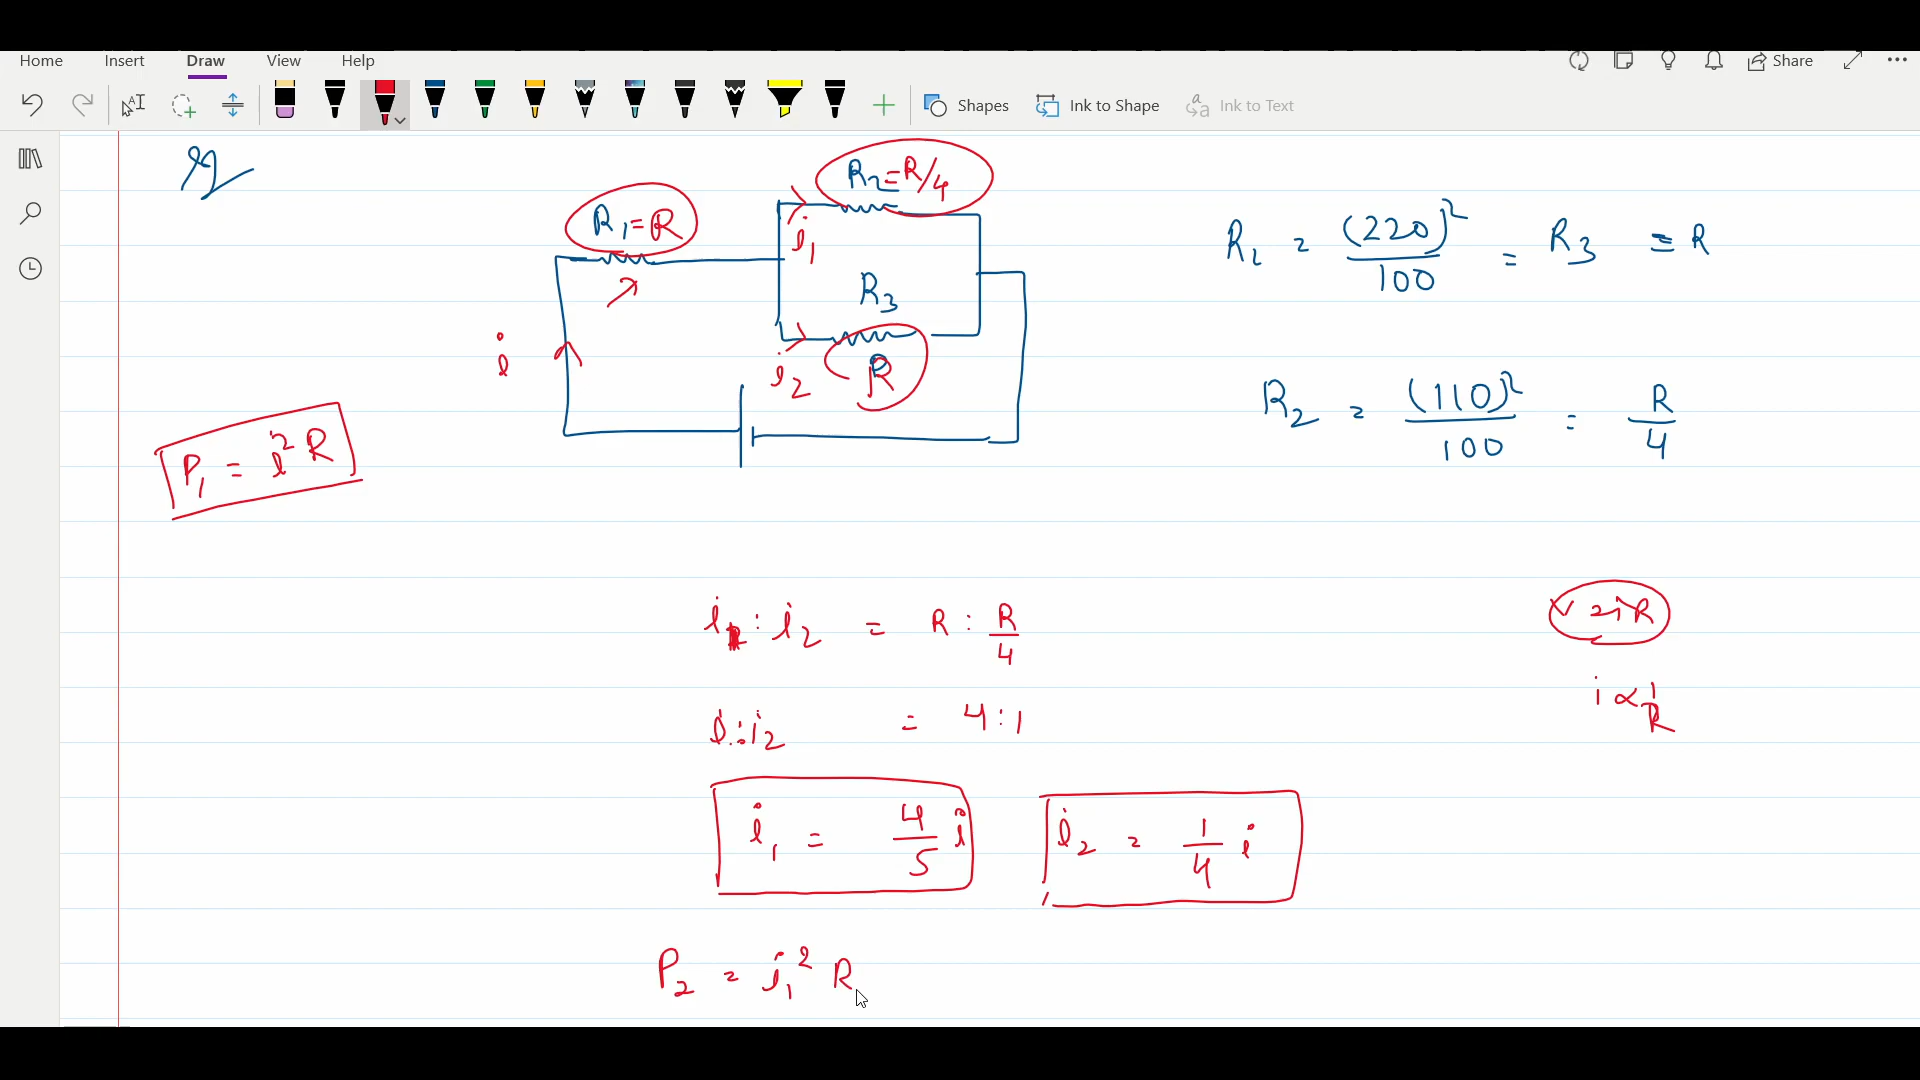 Home Insert Draw View Help Share
Shapes Ink to Shape Ink to Text
R2 = R/4
R1 = R
i1
R3
i
i2
R
R1 = (220)² / 100 = R3 = R
R2 = (110)² / 100 = R / 4
P1 = i² R
i1 : i2 = R : R/4
V = iR
i ∝ 1/R
i1 : i2 = 4 : 1
i1 = 4/5 i
i2 = 1/4 i
P2 = i1² R